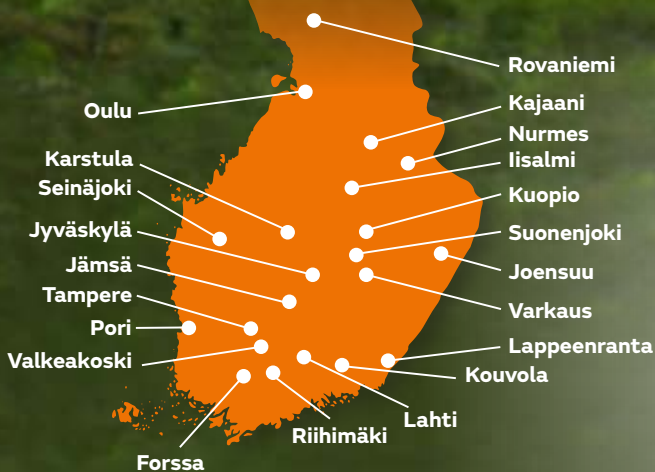 Rovaniemi
Kajaani
Oulu
Nurmes
Karstula
Iisalmi
Seinäjoki
Kuopio
Jyväskylä
Suonenjoki
Jämsä
Joensuu
Tampere
Varkaus
Pori
Lappeenranta
Valkeakoski
Kouvola
Lahti
Riihimäki
Forssa